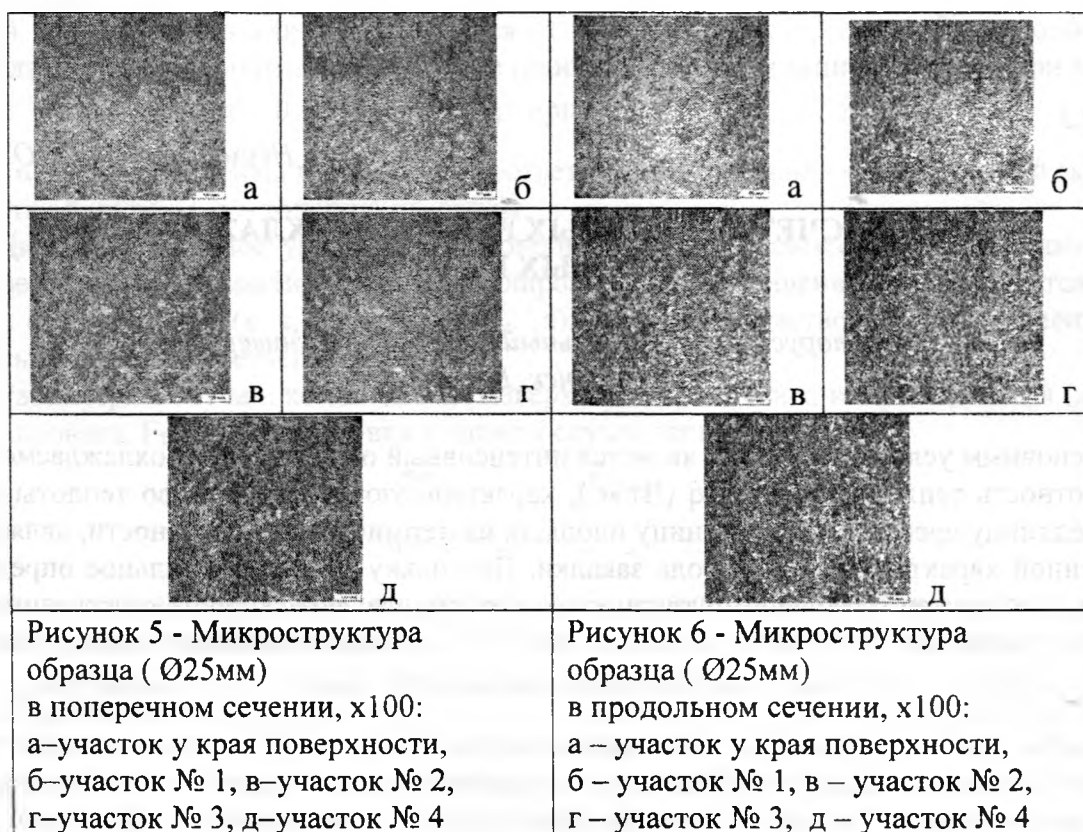 а
б
а
б
в
г
в
г
д
д
Рисунок 5 - Микроструктура
образца ( Ø25мм)
в поперечном сечении, х100:
а–участок у края поверхности,
б–участок № 1, в–участок № 2,
г–участок № 3, д–участок № 4
Рисунок 6 - Микроструктура
образца ( Ø25мм)
в продольном сечении, х100:
а – участок у края поверхности,
б – участок № 1, в – участок № 2,
г – участок № 3, д – участок № 4